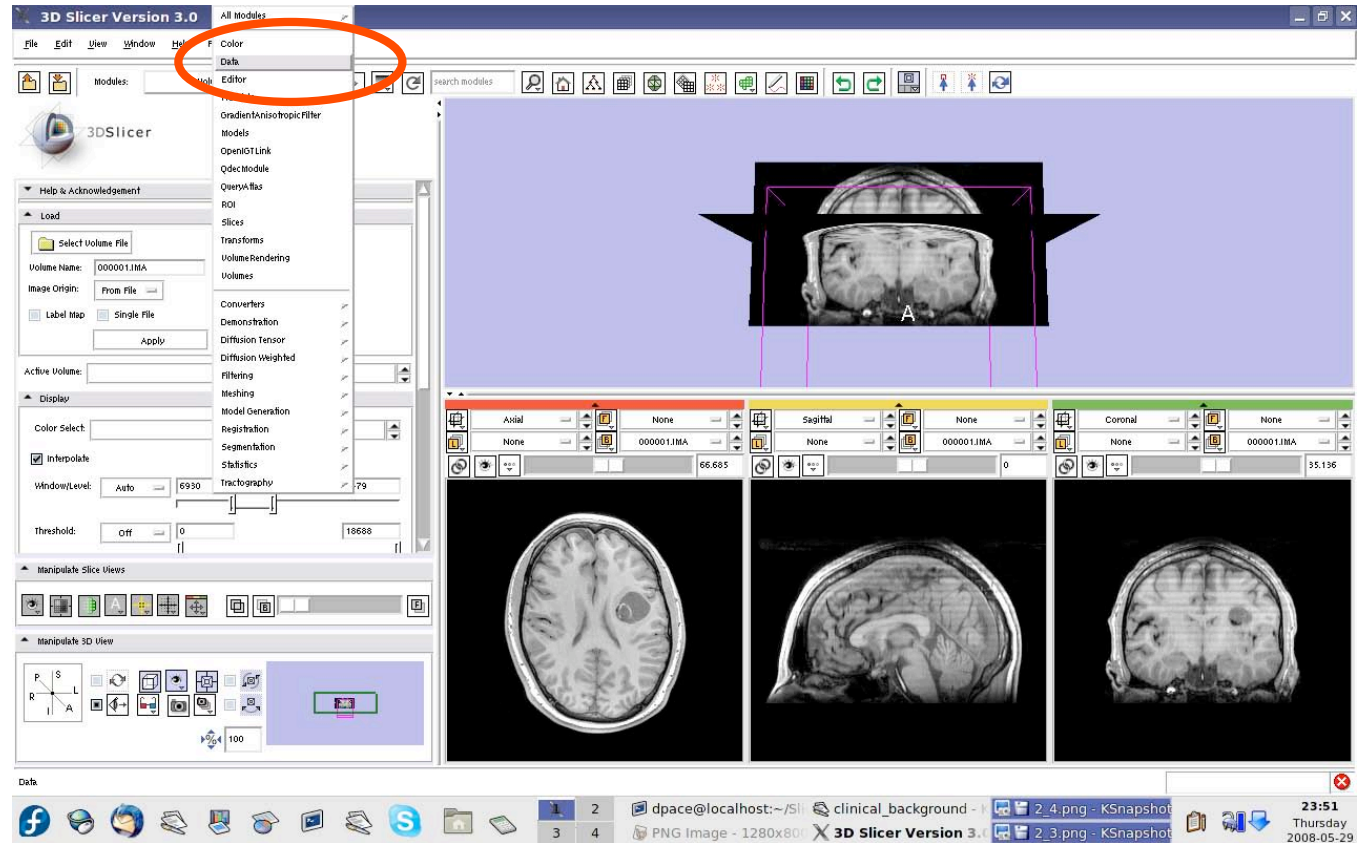 3D Slicer Version 3.0
File Edit View Window Help
All Modules
Color
Data
Editor
GradientAnisotropicFilter
Models
OpenIGTLink
QdecModule
QueryAtlas
ROI
Slices
Transforms
VolumeRendering
Volumes
Converters
Demonstration
Diffusion Tensor
Diffusion Weighted
Filtering
Meshing
Model Generation
Registration
Segmentation
Statistics
Tractography
Modules:
search modules
3DSlicer
Help & Acknowledgement
Load
Select Volume File
Volume Name: 000001.IMA
Image Origin: From File
Label Map Single File
Apply
Active Volume:
Display
Color Select:
Interpolate
Window/Level: Auto 6930
Threshold: Off 0 18688
Manipulate Slice Views
Manipulate 3D View
P S
R L
I A
100
A
Axial None
None 000001.IMA
66.685
Sagittal None
None 000001.IMA
0
Coronal None
None 000001.IMA
35.136
Data
1 2
3 4
dpace@localhost:~/Sli
PNG Image - 1280x800
clinical_background -
3D Slicer Version 3.
2_4.png - KSnapshot
2_3.png - KSnapshot
23:51
Thursday
2008-05-29